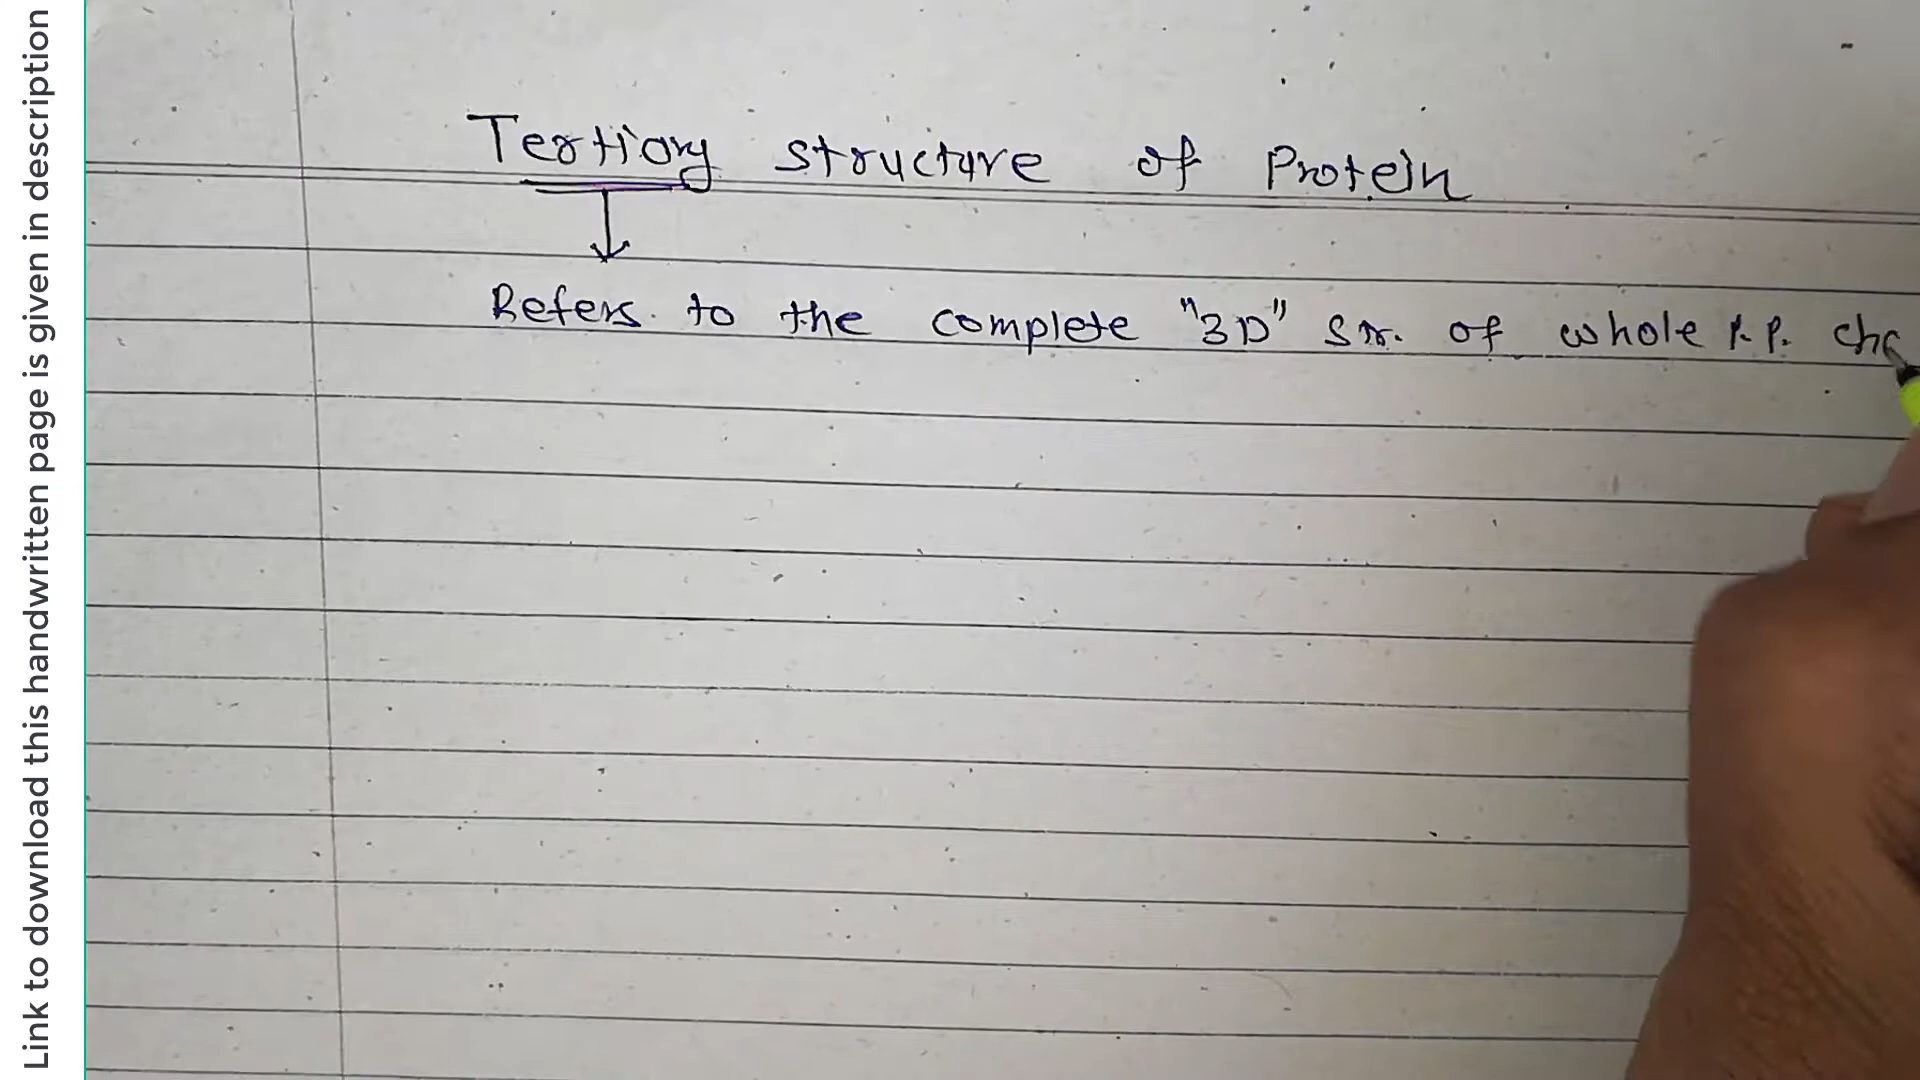 Link to download this handwritten page is given in description
Tertiary structure of Protein
Refers to the complete "3D" Str. of whole P.P. cha